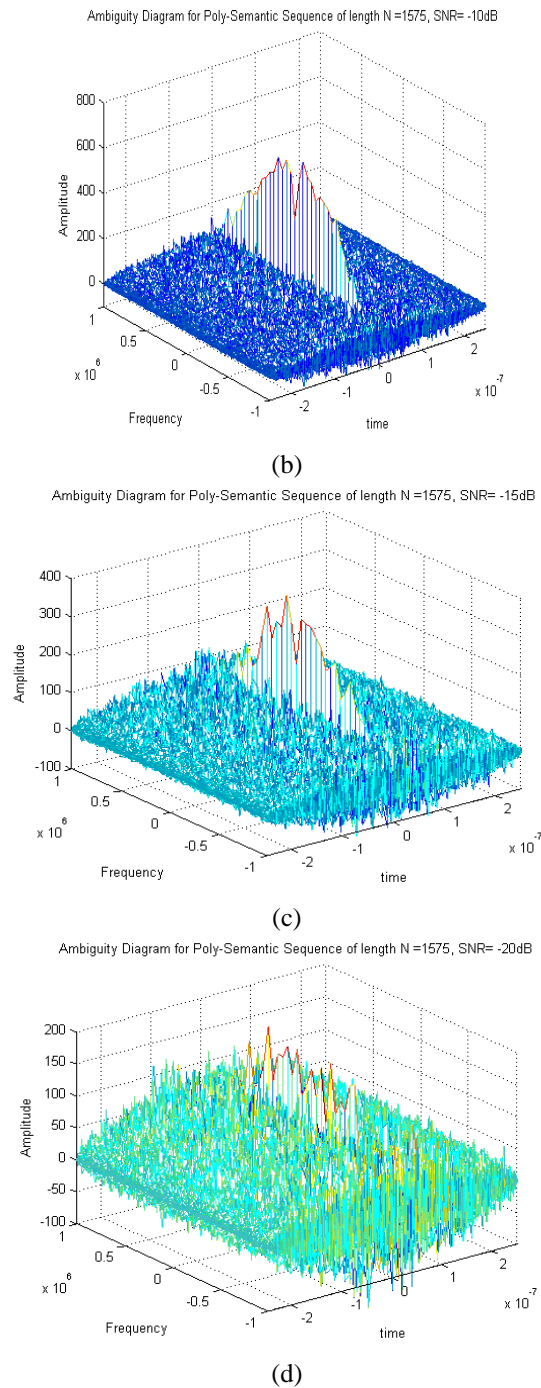 Ambiguity Diagram for Poly-Semantic Sequence of length N =1575, SNR= -10dB
800
600
400
200
0
Amplitude
1
0.5
0
-0.5
-1
x 10^6
Frequency
-2
-1
0
1
2
x 10^-7
time
(b)
Ambiguity Diagram for Poly-Semantic Sequence of length N =1575, SNR= -15dB
400
300
200
100
0
-100
Amplitude
1
0.5
0
-0.5
-1
x 10^6
Frequency
-2
-1
0
1
2
x 10^-7
time
(c)
Ambiguity Diagram for Poly-Semantic Sequence of length N =1575, SNR= -20dB
200
150
100
50
0
-50
-100
Amplitude
1
0.5
0
-0.5
-1
x 10^6
Frequency
-2
-1
0
1
2
x 10^-7
time
(d)